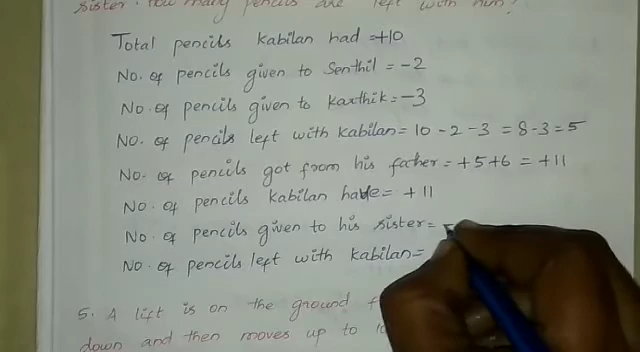 sister. How many pencils are left with him?
Total pencils Kabilan had = +10
No. of pencils given to Senthil = -2
No. of pencils given to Karthik = -3
No. of pencils left with Kabilan = 10 - 2 - 3 = 8 - 3 = 5
No. of pencils got from his father = +5+6 = +11
No. of pencils Kabilan have = +11
No. of pencils given to his sister =
No. of pencils left with Kabilan =
5. A lift is on the ground
down and then moves up to